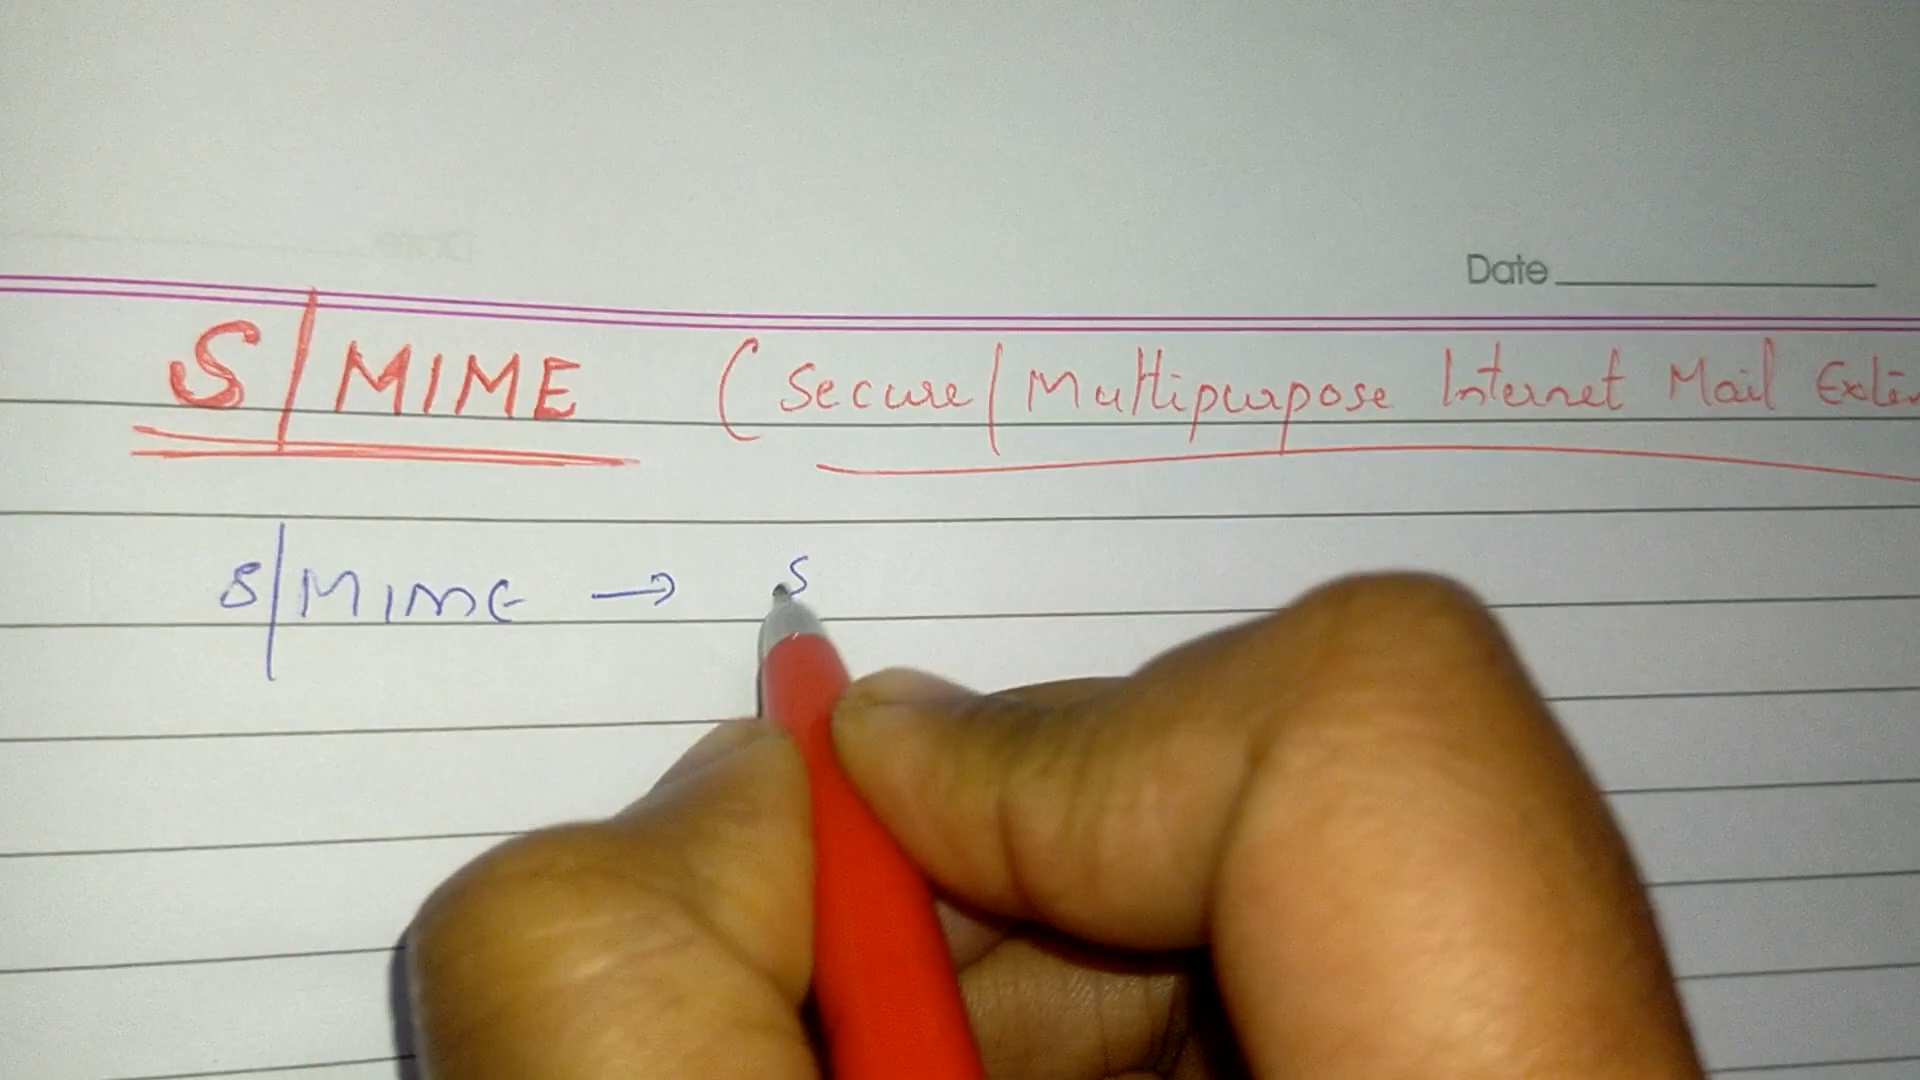 Date
S/MIME (Secure/Multipurpose Internet Mail
S/MIME → S